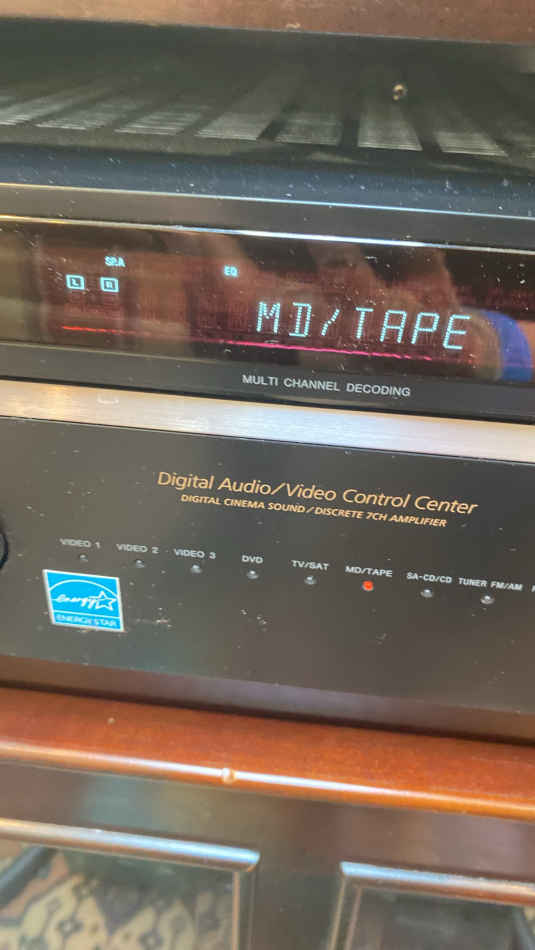 SP.A
L R
EQ
MD/TAPE
MULTI CHANNEL DECODING
Digital Audio/Video Control Center
DIGITAL CINEMA SOUND/DISCRETE 7CH AMPLIFIER
VIDEO 1 VIDEO 2 VIDEO 3 DVD TV/SAT MD/TAPE SA-CD/CD TUNER FM/AM
energy
ENERGY STAR